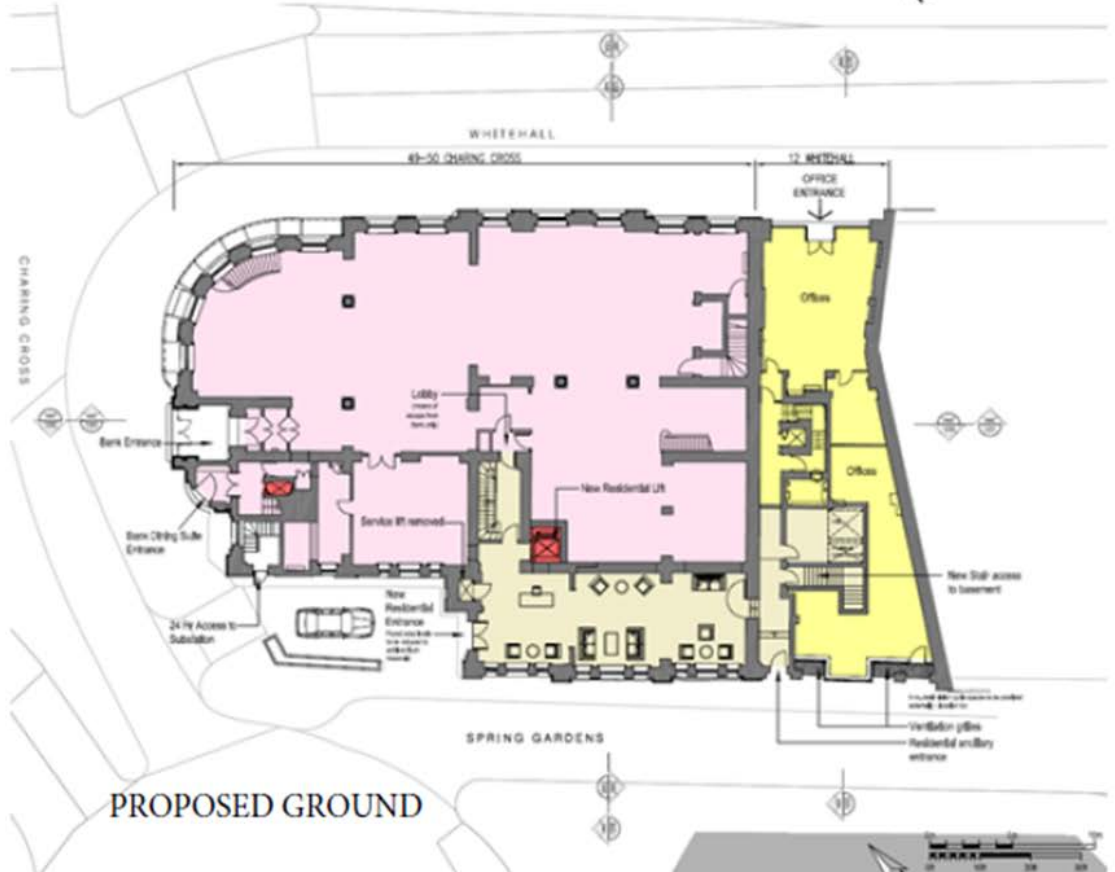 WHITEHALL
49-50 CHARING CROSS
12 WHITEHALL
OFFICE
ENTRANCE
CHARING CROSS
Offices
Lobby
Bank Entrance
Offices
New Residential Lift
Service lift removed
Bank Dining Suite
Entrance
New Stair access
to basement
New
Residential
Entrance
24 Hr Access to
Substation
Ventilation grilles
SPRING GARDENS
Residential ancillary
entrance
PROPOSED GROUND